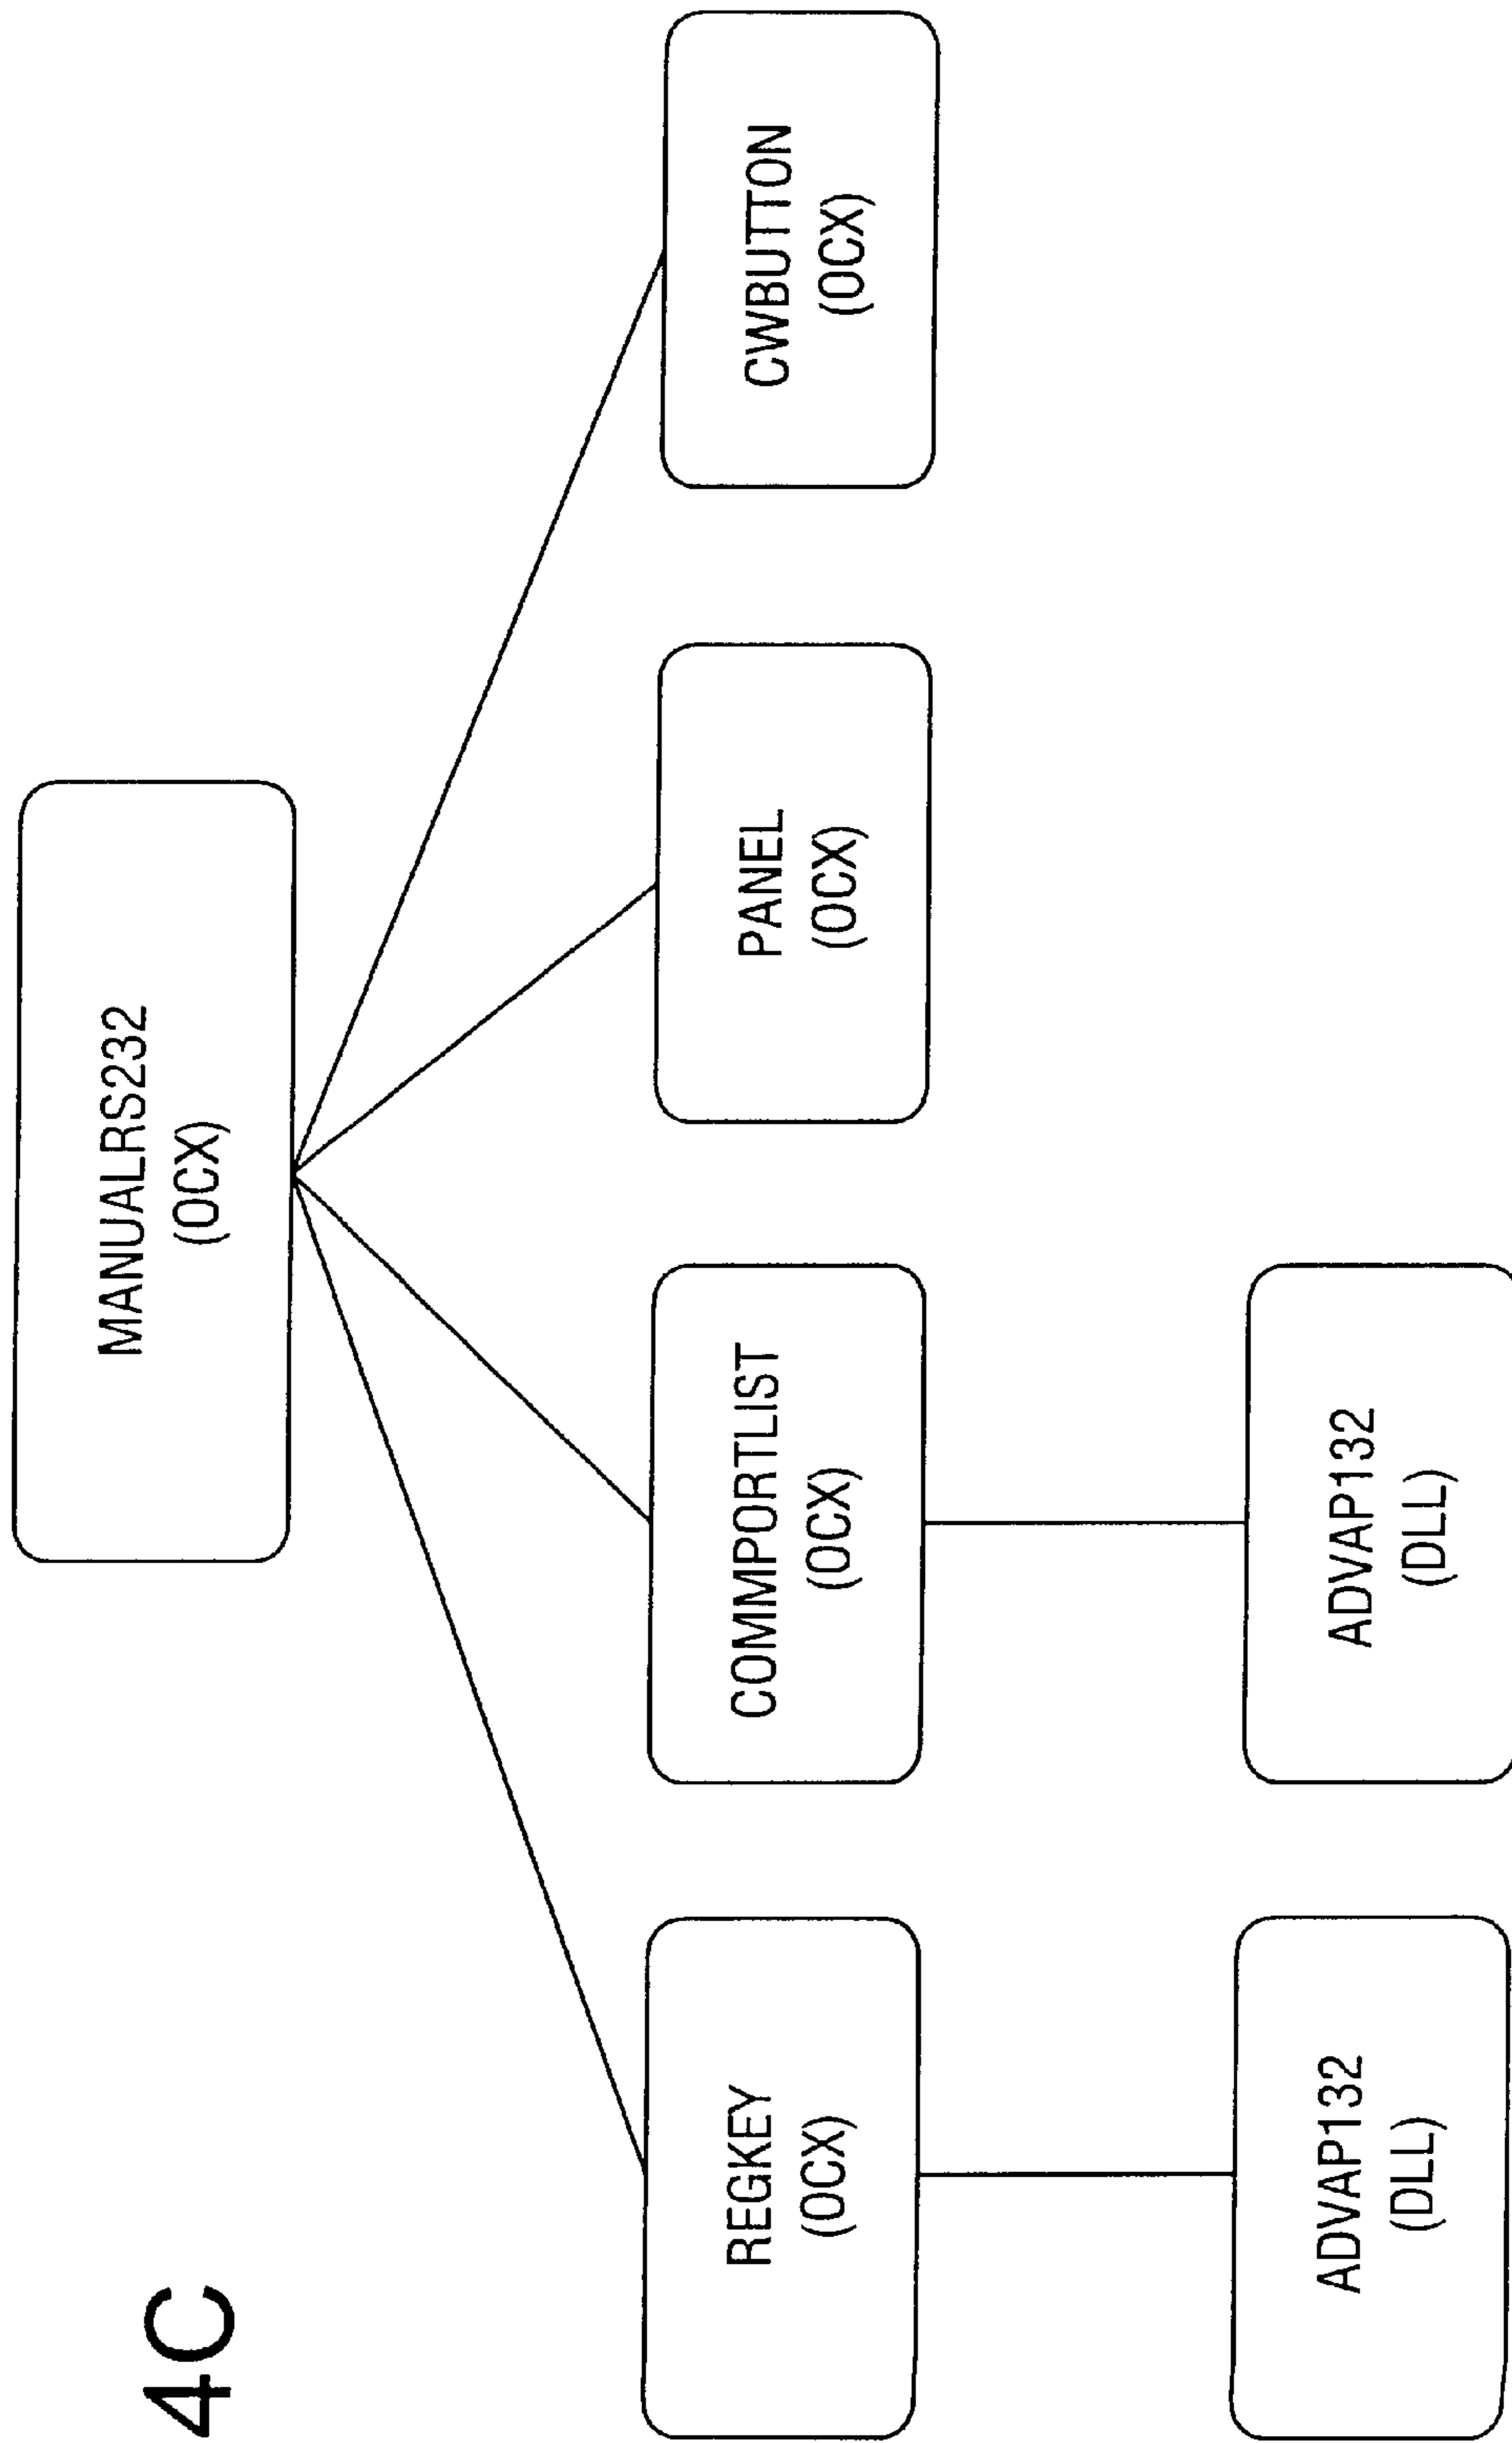 4C
MANUALRS232
(OCX)
REGKEY
(OCX)
COMMPORTLIST
(OCX)
PANEL
(OCX)
CWBUTTON
(OCX)
ADVAP132
(DLL)
ADVAP132
(DLL)